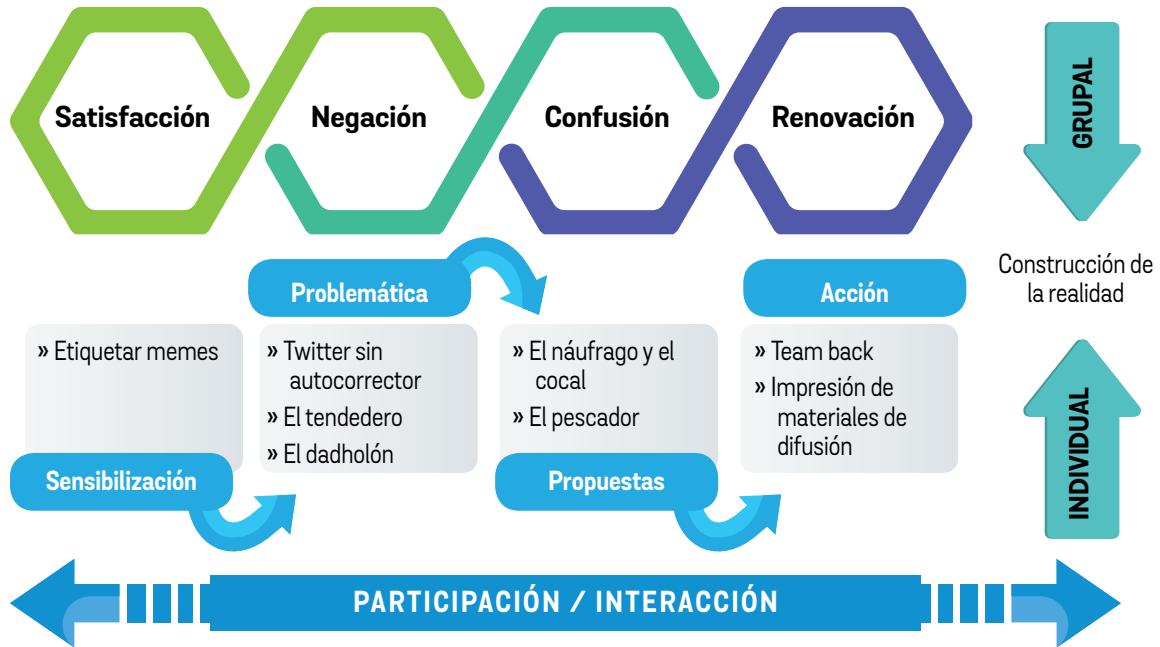 Satisfacción
Negación
Confusión
Renovación
GRUPAL
Construcción de
la realidad
INDIVIDUAL
Problemática
Acción
» Etiquetar memes
Sensibilización
» Twitter sin
autocorrector
» El tendedero
» El dadholón
» El náufrago y el
cocal
» El pescador
Propuestas
» Team back
» Impresión de
materiales de
difusión
PARTICIPACIÓN / INTERACCIÓN